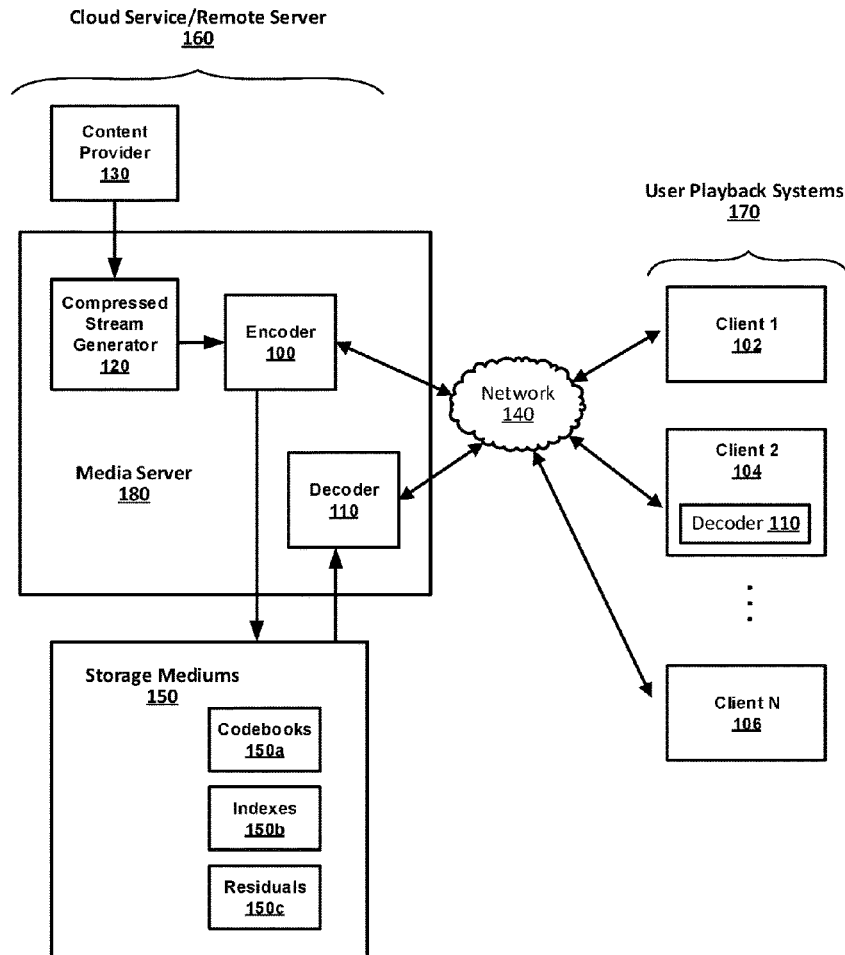 Cloud Service/Remote Server
160
Content
Provider
130
User Playback Systems
170
Compressed
Stream
Generator
120
Encoder
100
Client 1
102
Network
140
Client 2
104
Decoder 110
Media Server
180
Decoder
110
Storage Mediums
150
Client N
106
Codebooks
150a
Indexes
150b
Residuals
150c